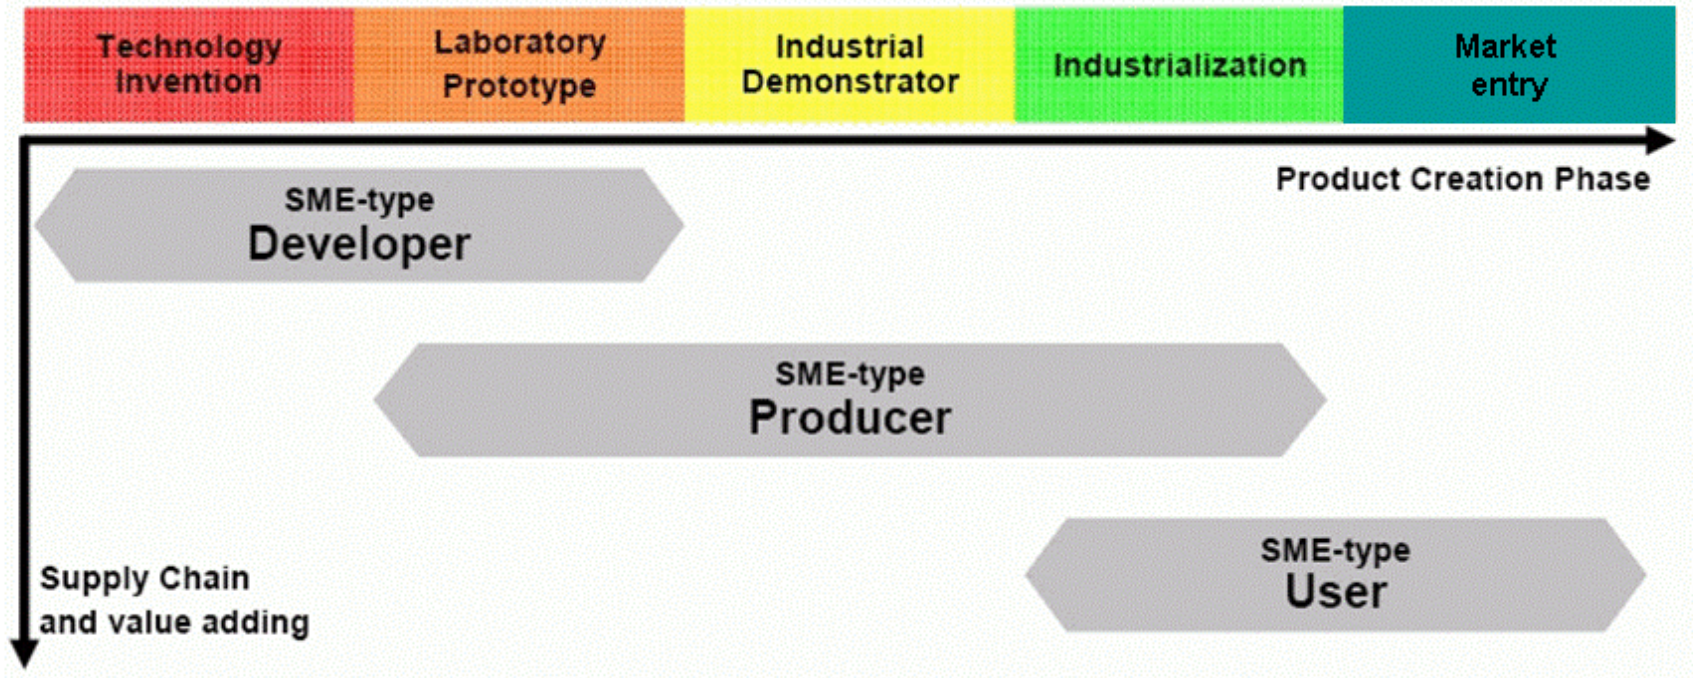 Technology
Invention
Laboratory
Prototype
Industrial
Demonstrator
Industrialization
Market
entry
Product Creation Phase
SME-type
Developer
SME-type
Producer
SME-type
User
Supply Chain
and value adding